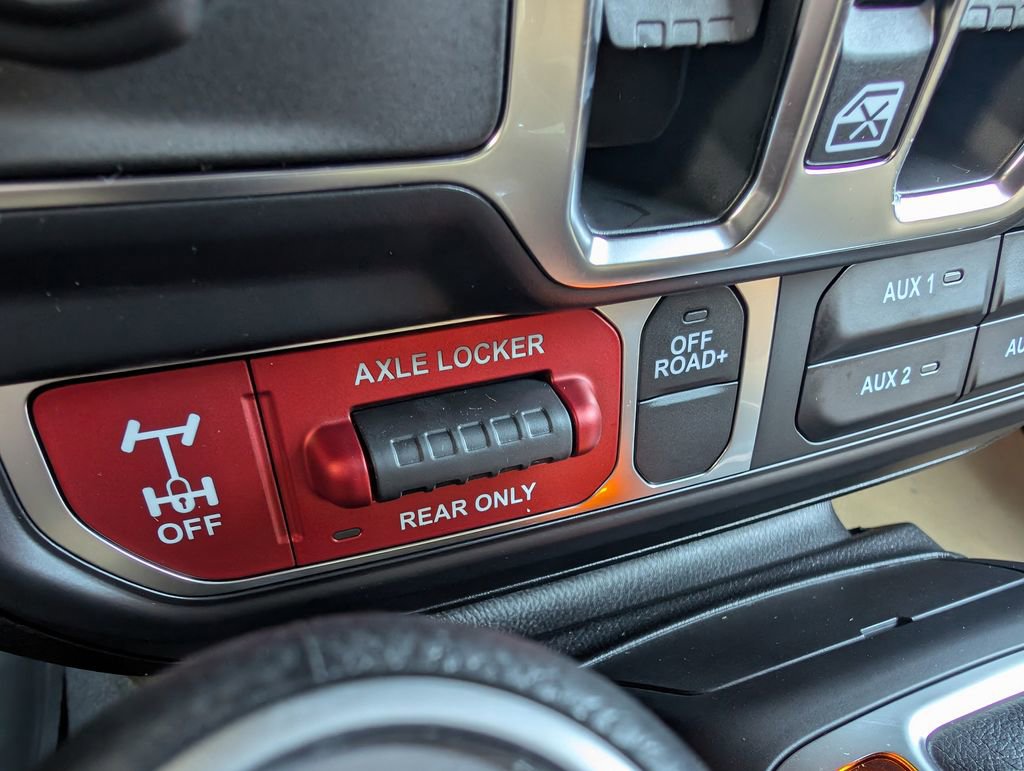 AXLE LOCKER
REAR ONLY
OFF
OFF
ROAD+
AUX 1
AUX 2